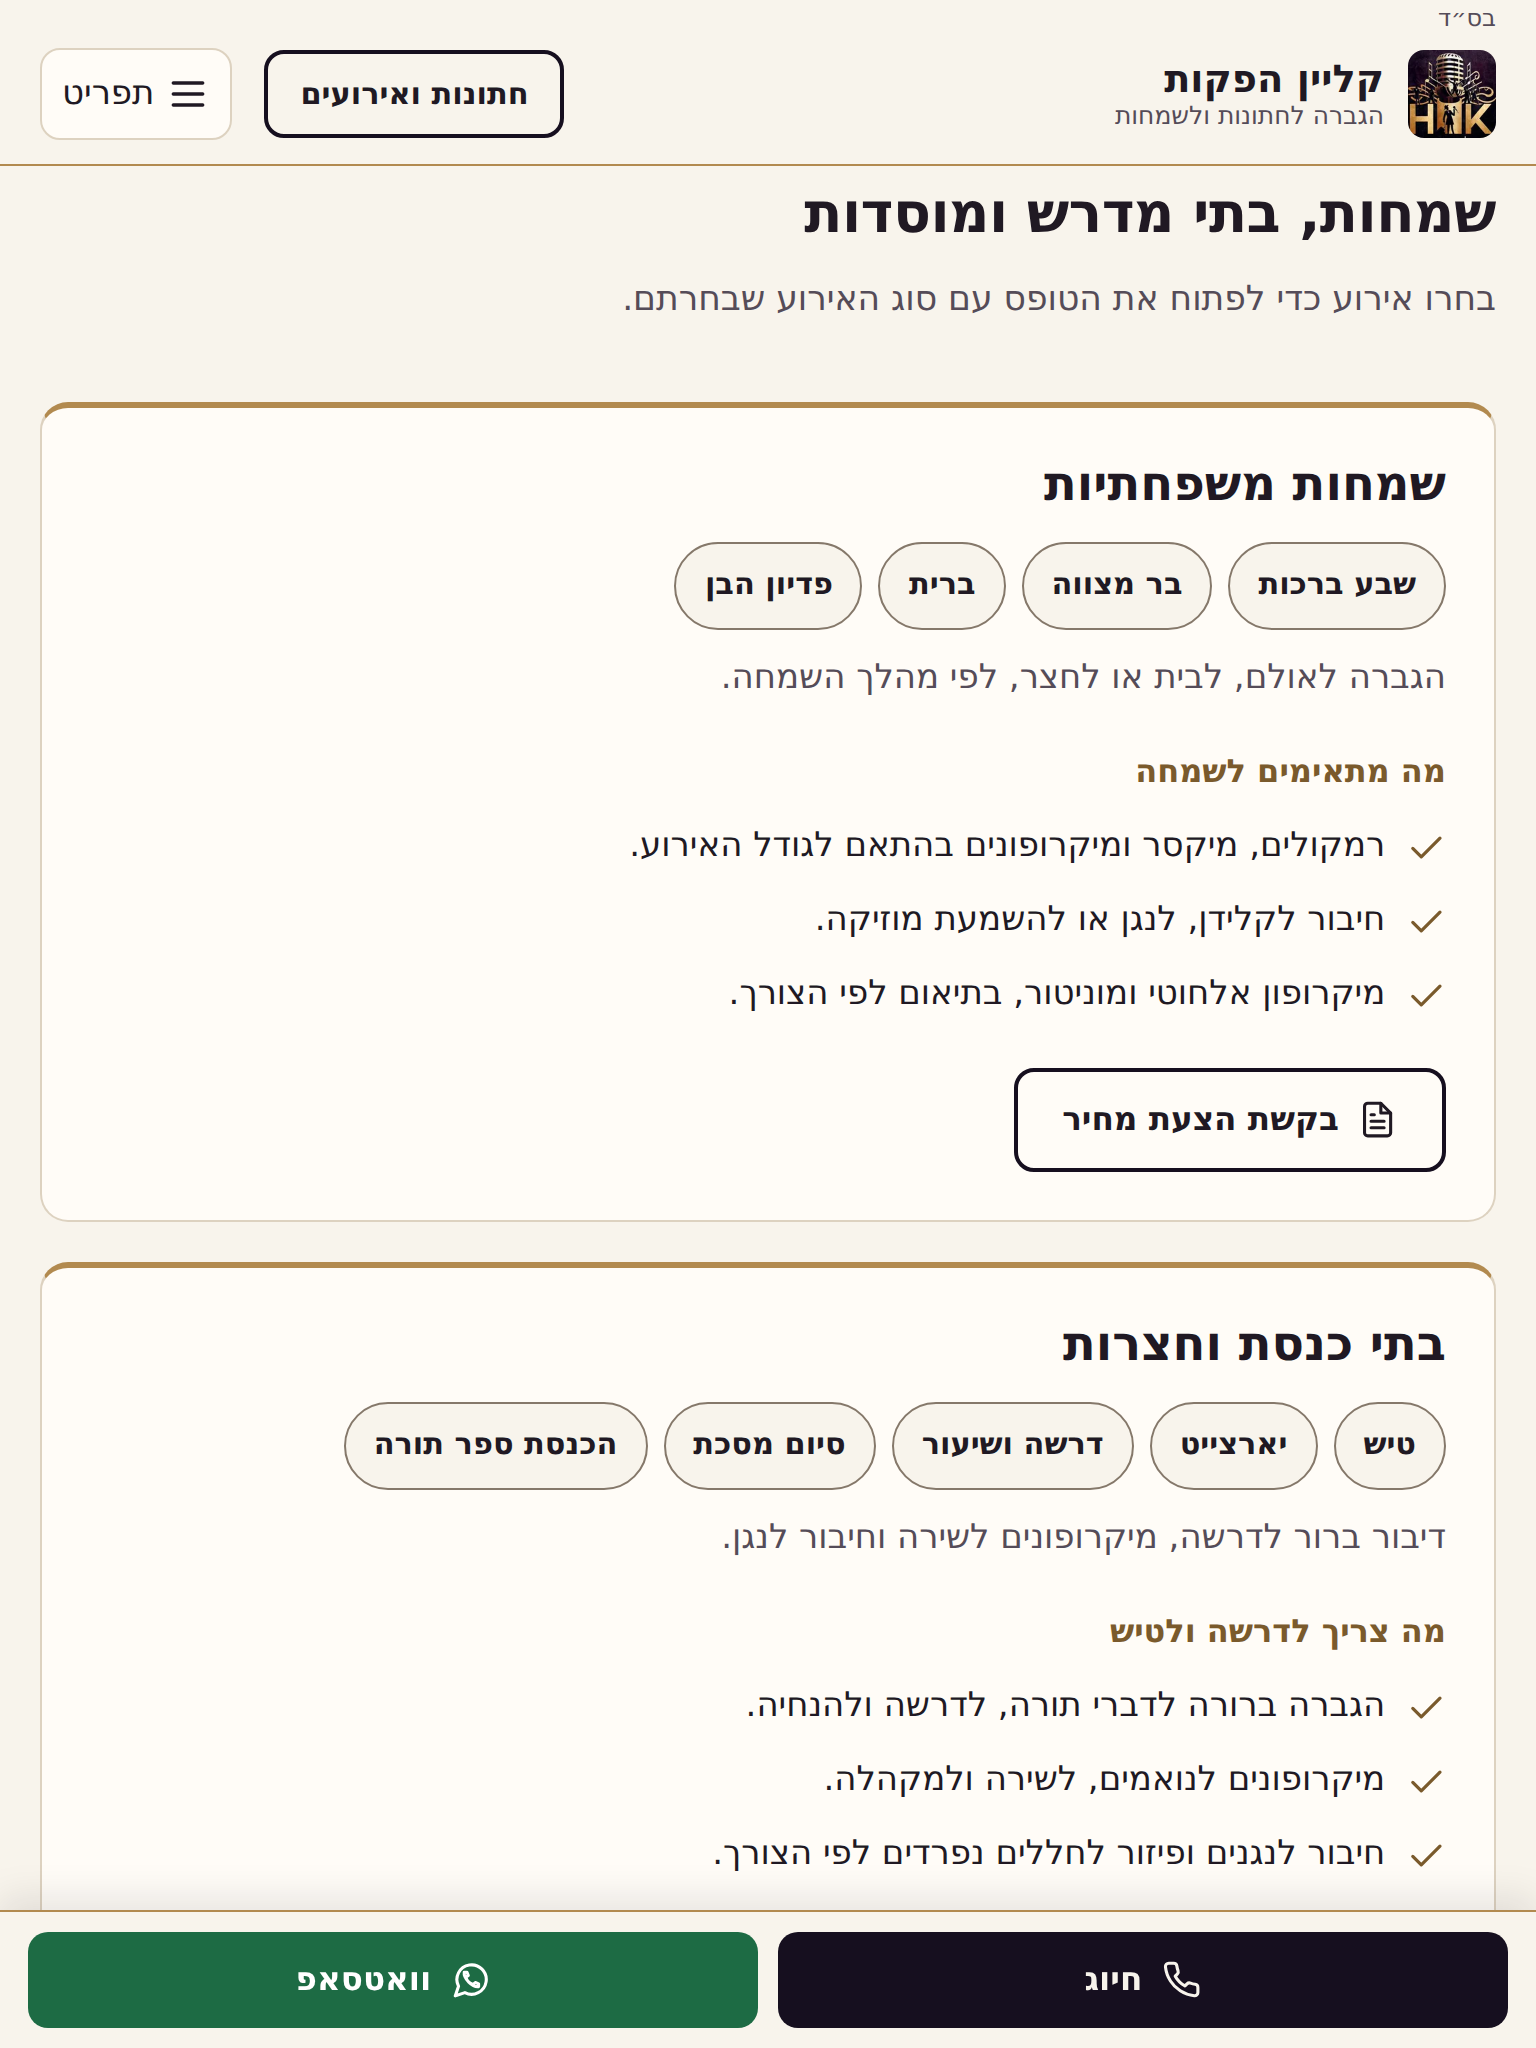 בס״ד
קליין הפקות
הגברה לחתונות ולשמחות
חתונות ואירועים
תפריט
שמחות, בתי מדרש ומוסדות
בחרו אירוע כדי לפתוח את הטופס עם סוג האירוע שבחרתם.
שמחות משפחתיות
שבע ברכות
בר מצווה
ברית
פדיון הבן
הגברה לאולם, לבית או לחצר, לפי מהלך השמחה.
מה מתאימים לשמחה
רמקולים, מיקסר ומיקרופונים בהתאם לגודל האירוע.
חיבור לקלידן, לנגן או להשמעת מוזיקה.
מיקרופון אלחוטי ומוניטור, בתיאום לפי הצורך.
בקשת הצעת מחיר
בתי כנסת וחצרות
טיש
יארצייט
דרשה ושיעור
סיום מסכת
הכנסת ספר תורה
דיבור ברור לדרשה, מיקרופונים לשירה וחיבור לנגן.
מה צריך לדרשה ולטיש
הגברה ברורה לדברי תורה, לדרשה ולהנחיה.
מיקרופונים לנואמים, לשירה ולמקהלה.
חיבור לנגנים ופיזור לחללים נפרדים לפי הצורך.
חיוג
וואטסאפ